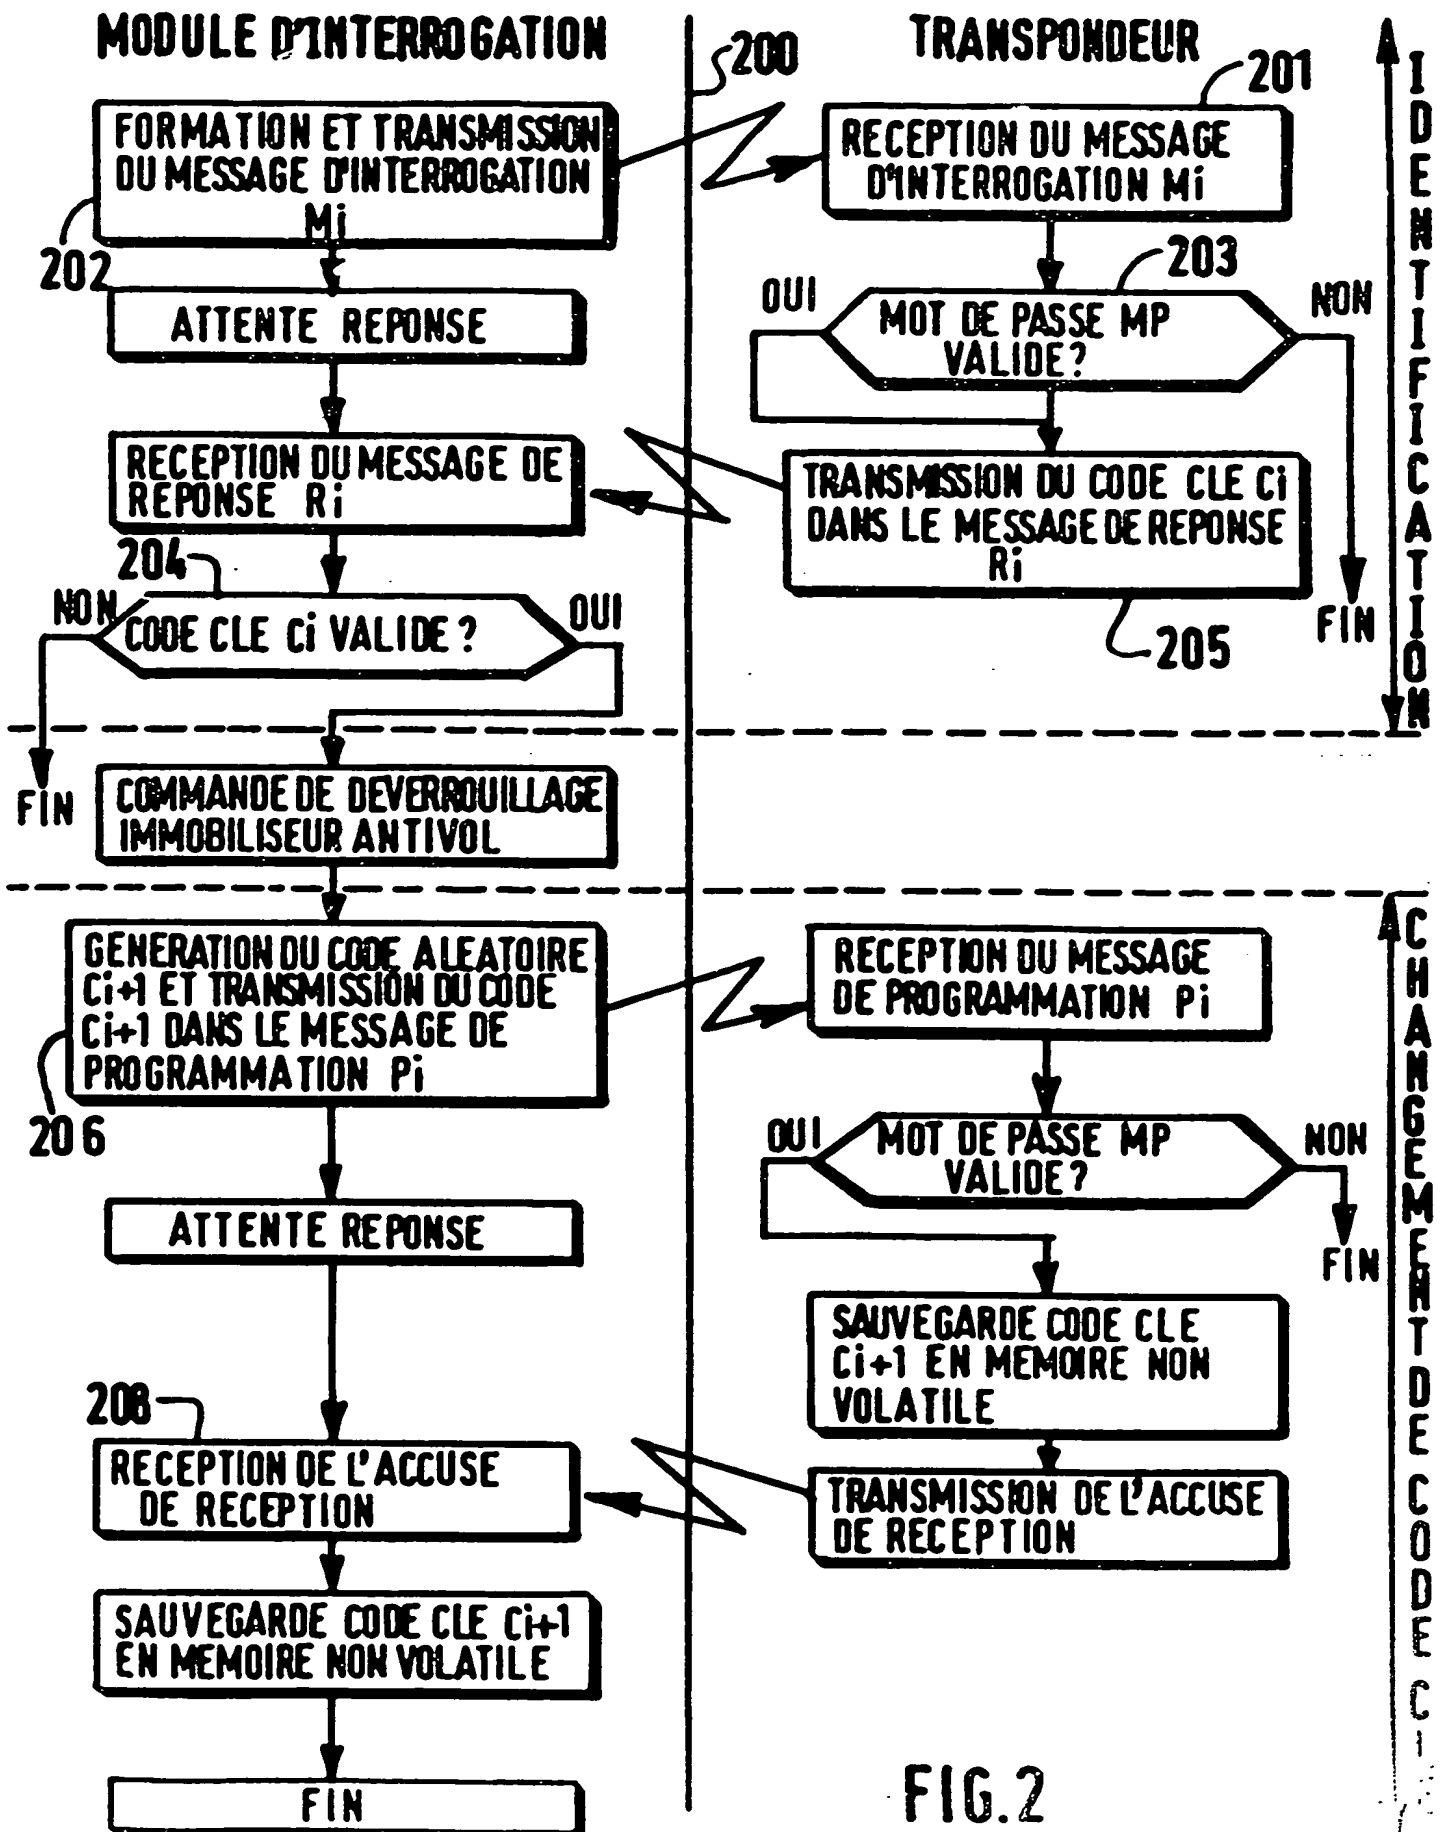 MODULE D'INTERROGATION
200
TRANSPONDEUR
201
FORMATION ET TRANSMISSION
DU MESSAGE D'INTERROGATION
Mi
202
RECEPTION DU MESSAGE
D'INTERROGATION Mi
203
ATTENTE REPONSE
OUI
MOT DE PASSE MP
VALIDE?
NON
RECEPTION DU MESSAGE DE
REPONSE Ri
TRANSMISSION DU CODE CLE Ci
DANS LE MESSAGE DE REPONSE
Ri
204
NON
CODE CLE Ci VALIDE?
OUI
FIN
205
IDENTIFICATION
FIN
COMMANDE DE DEVERROUILLAGE
IMMOBILISEUR ANTIVOL
GENERATION DU CODE ALEATOIRE
Ci+1 ET TRANSMISSION DU CODE
Ci+1 DANS LE MESSAGE DE
PROGRAMMATION Pi
206
RECEPTION DU MESSAGE
DE PROGRAMMATION Pi
OUI
MOT DE PASSE MP
VALIDE?
NON
FIN
ATTENTE REPONSE
SAUVEGARDE CODE CLE
Ci+1 EN MEMOIRE NON
VOLATILE
208
RECEPTION DE L'ACCUSE
DE RECEPTION
TRANSMISSION DE L'ACCUSE
DE RECEPTION
SAUVEGARDE CODE CLE Ci+1
EN MEMOIRE NON VOLATILE
FIN
CHANGEMENT DE CODE C
FIG.2